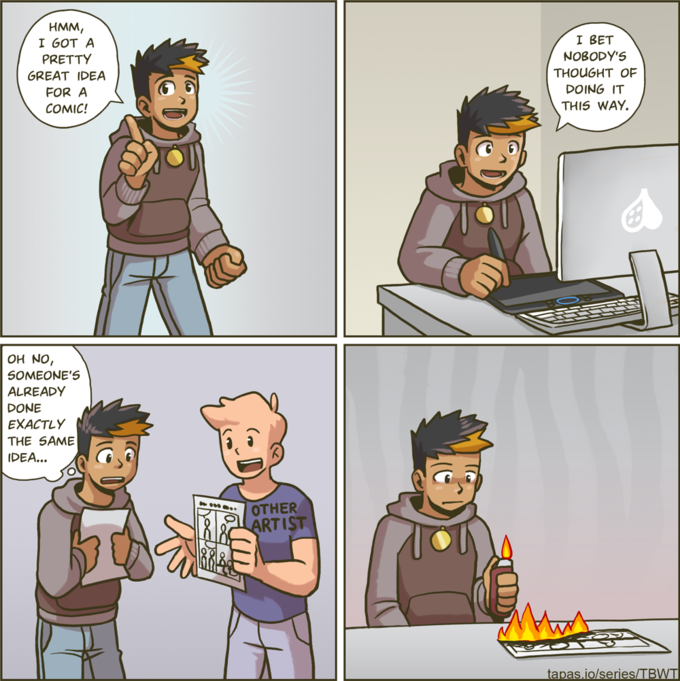 HMM,
I GOT A
PRETTY
GREAT IDEA
FOR A
COMIC!
I BET
NOBODY'S
THOUGHT OF
DOING IT
THIS WAY.
OH NO,
SOMEONE'S
ALREADY
DONE
EXACTLY
THE SAME
IDEA...
OTHER
ARTIST
tapas.io/series/TBWT